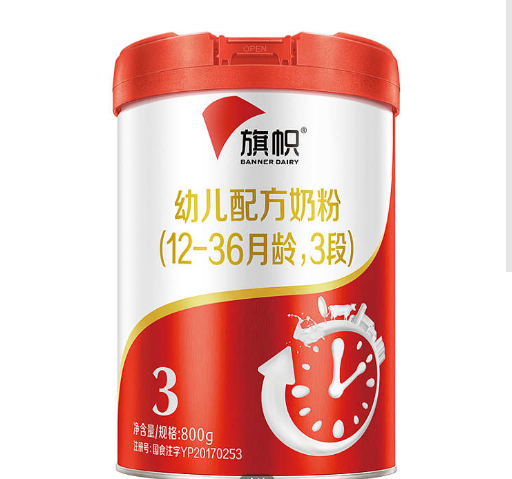 OPEN
旗帜®
BANNER DAIRY
幼儿配方奶粉
(12-36月龄,3段)
3
净含量/规格:800g
注册号:国食注字YP20170253